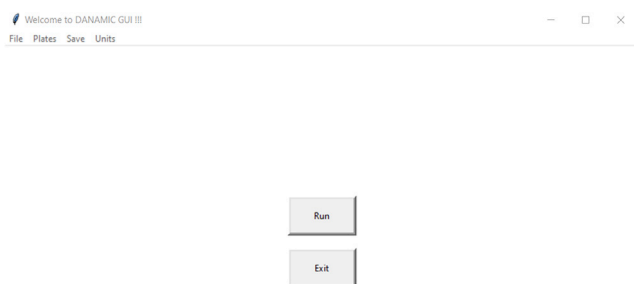 Welcome to DANAMIC GUI !!!
File Plates Save Units
Run
Exit